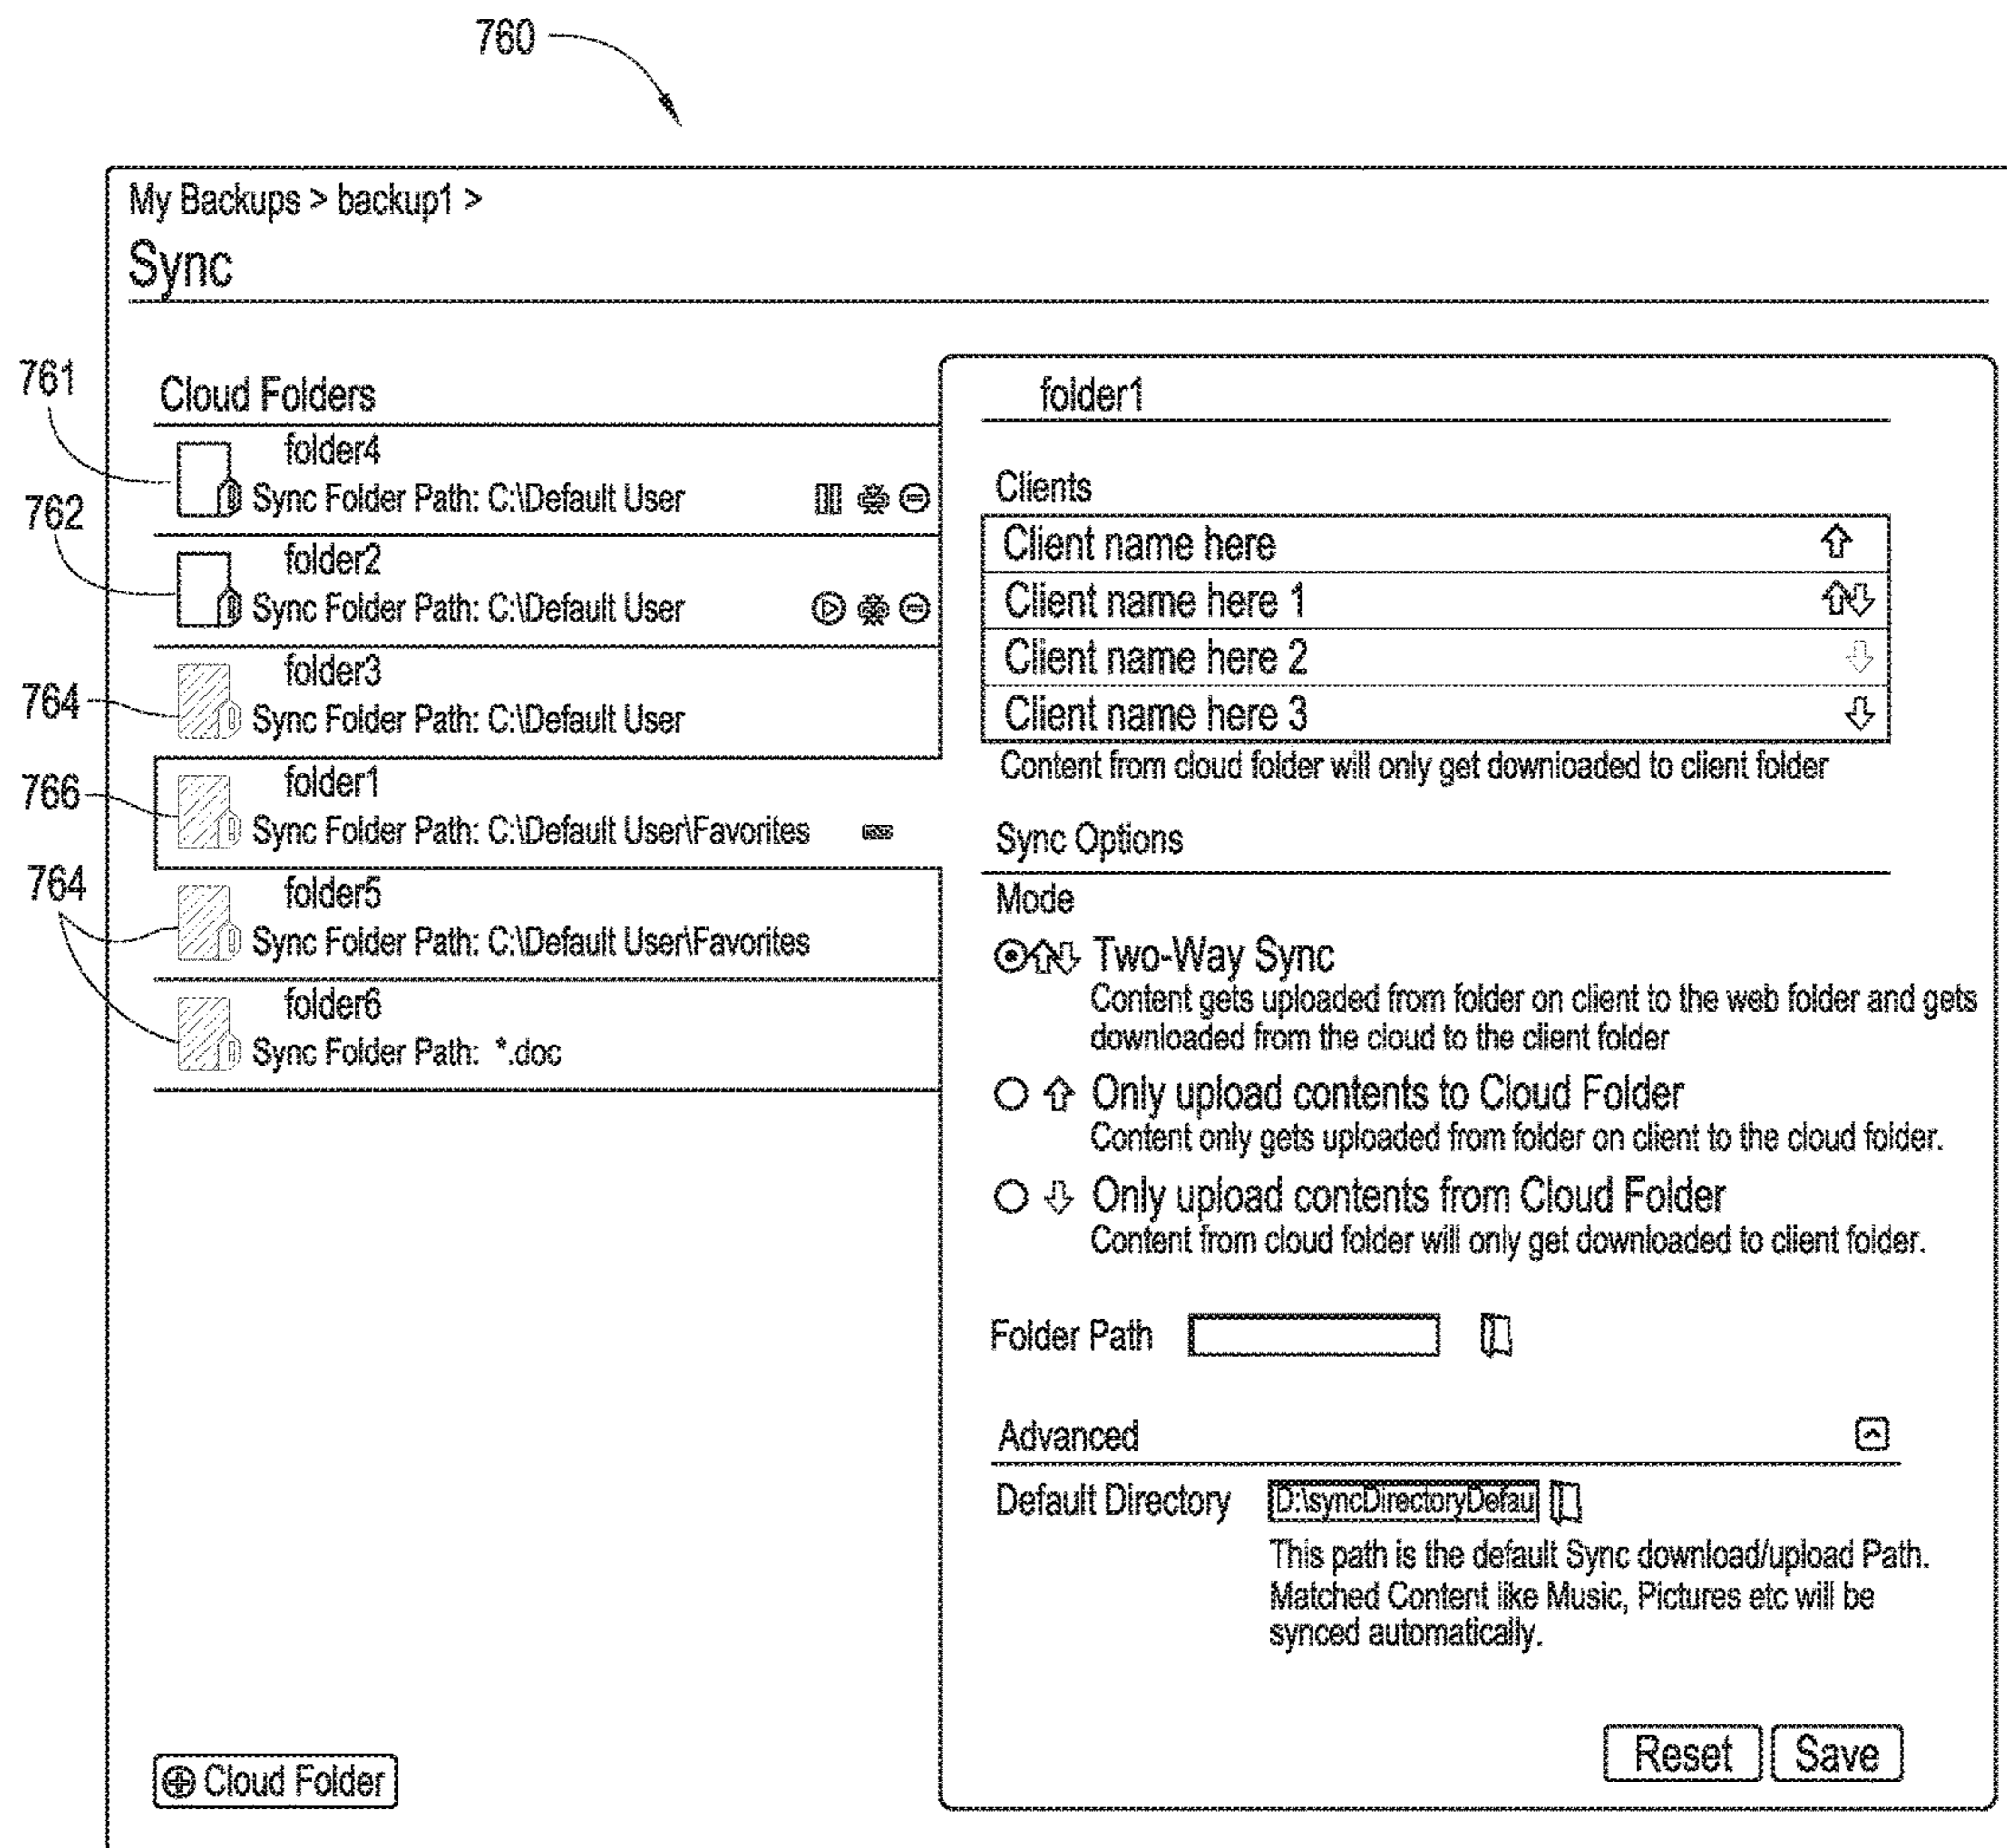 760
My Backups > backup1 >
Sync
761
762
764
766
764
Cloud Folders
folder4
Sync Folder Path: C:\Default User
folder2
Sync Folder Path: C:\Default User
folder3
Sync Folder Path: C:\Default User
folder1
Sync Folder Path: C:\Default User\Favorites
folder5
Sync Folder Path: C:\Default User\Favorites
folder6
Sync Folder Path: *.doc
Cloud Folder
folder1
Clients
Client name here
Client name here 1
Client name here 2
Client name here 3
Content from cloud folder will only get downloaded to client folder
Sync Options
Mode
Two-Way Sync
Content gets uploaded from folder on client to the web folder and gets
downloaded from the cloud to the client folder
Only upload contents to Cloud Folder
Content only gets uploaded from folder on client to the cloud folder.
Only upload contents from Cloud Folder
Content from cloud folder will only get downloaded to client folder.
Folder Path
Advanced
Default Directory D:\syncDirectoryDefau
This path is the default Sync download/upload Path.
Matched Content like Music, Pictures etc will be
synced automatically.
Reset Save